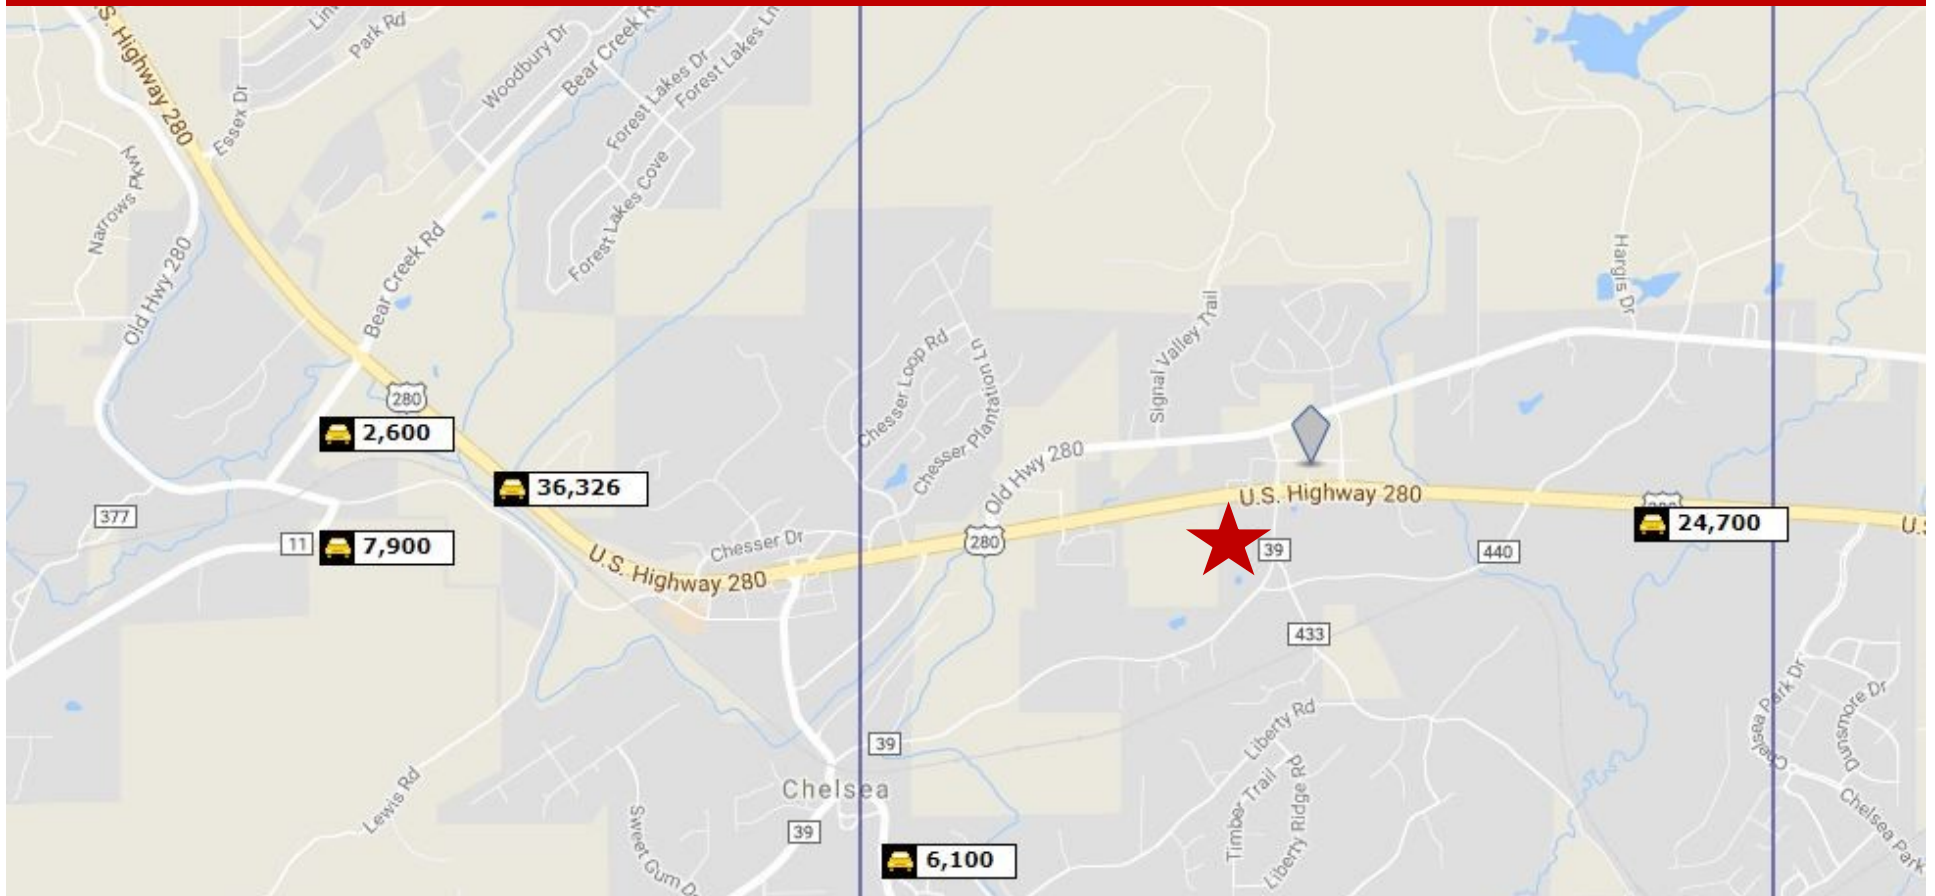 U.S. Highway 280
Park Rd
Woodbury Dr
Bear Creek Rd
Forest Lakes Dr
Forest Lakes Ln
Essex Dr
Narrows Pkwy
Forest Lakes Cove
Old Hwy 280
Bear Creek Rd
Hargis Dr
Signal Valley Trail
Chesser Loop Rd
Chesser Plantation Ln
280
2,600
Old Hwy 280
36,326
U.S. Highway 280
377
24,700
11
7,900
Chesser Dr
280
39
440
U.S. Highway 280
433
Chelsea Park Dr
Dunsmore Dr
Liberty Rd
39
Chelsea
Lewis Rd
Timber Trail
Liberty Ridge Rd
Chelsea Park
39
Sweet Gum Dr
6,100